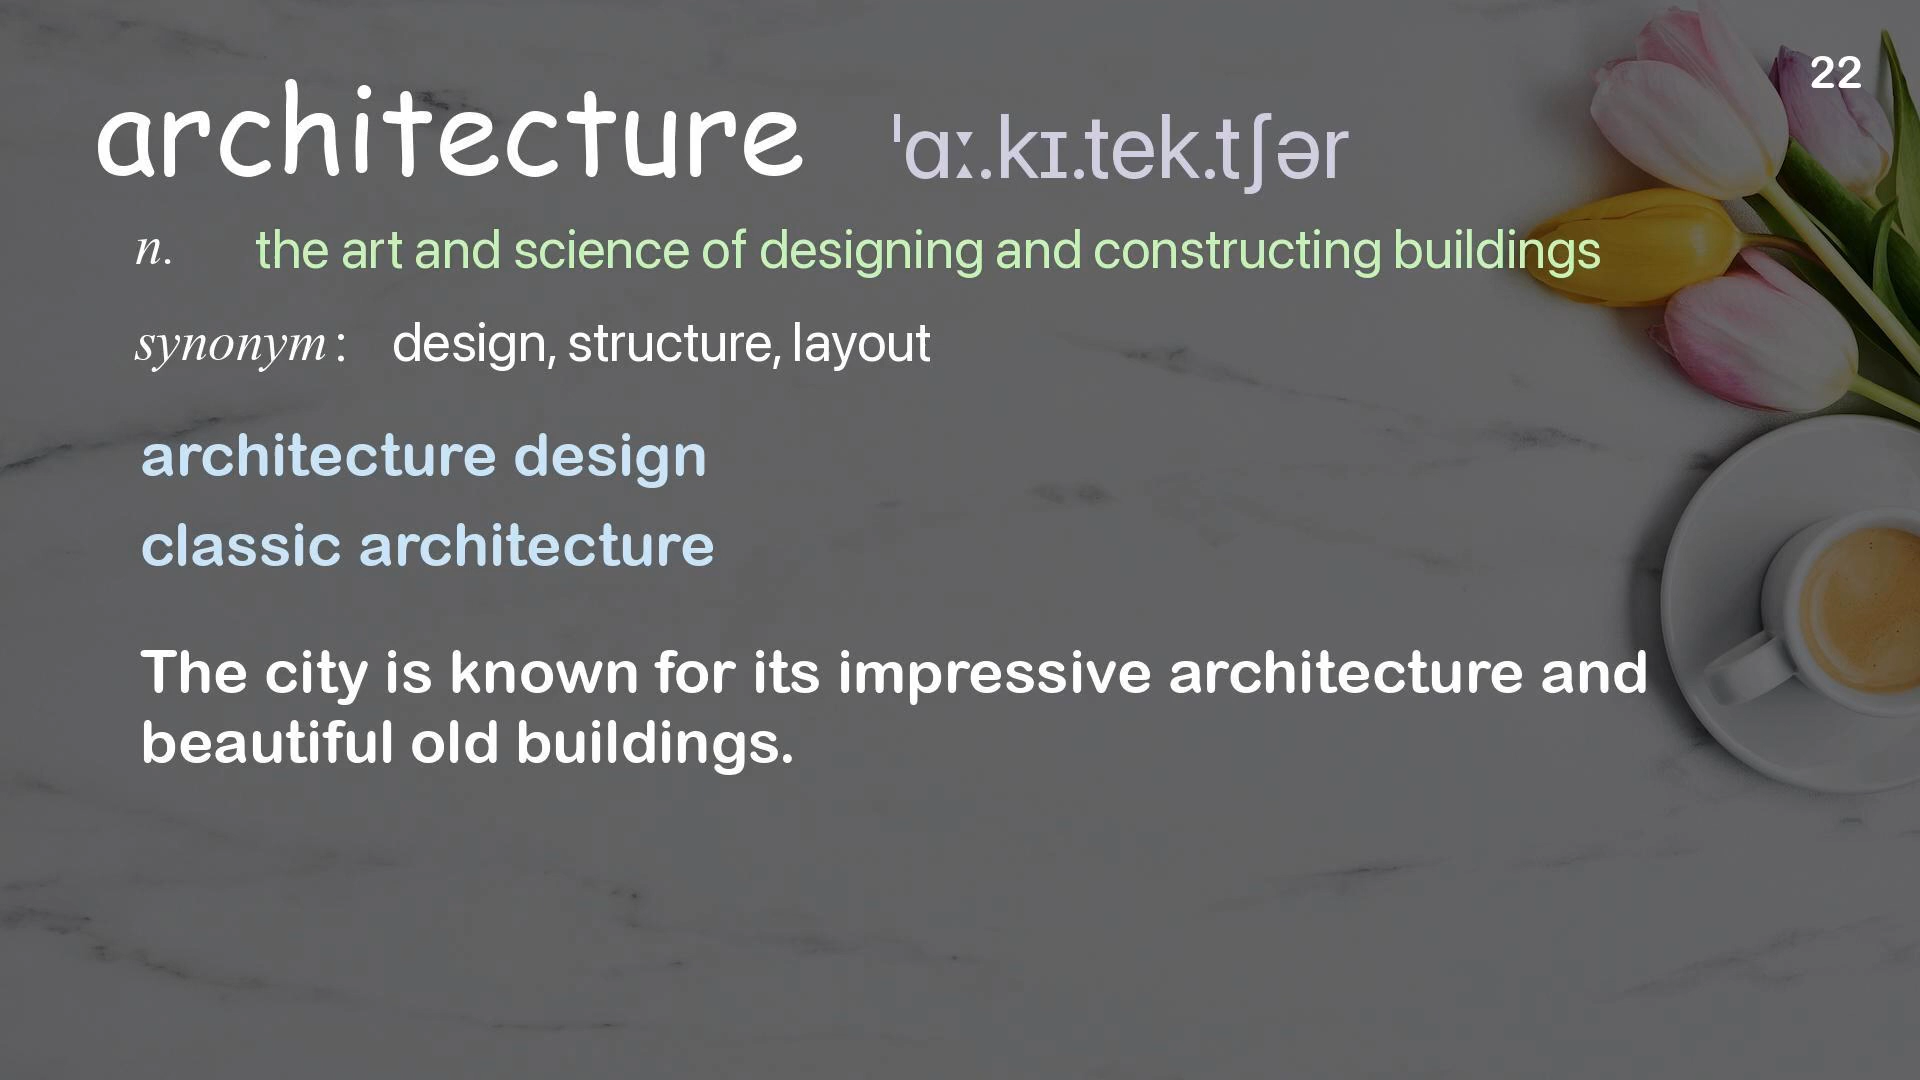 22
architecture ˈɑː.kɪ.tek.tʃər
n. the art and science of designing and constructing buildings
synonym: design, structure, layout
architecture design
classic architecture
The city is known for its impressive architecture and
beautiful old buildings.